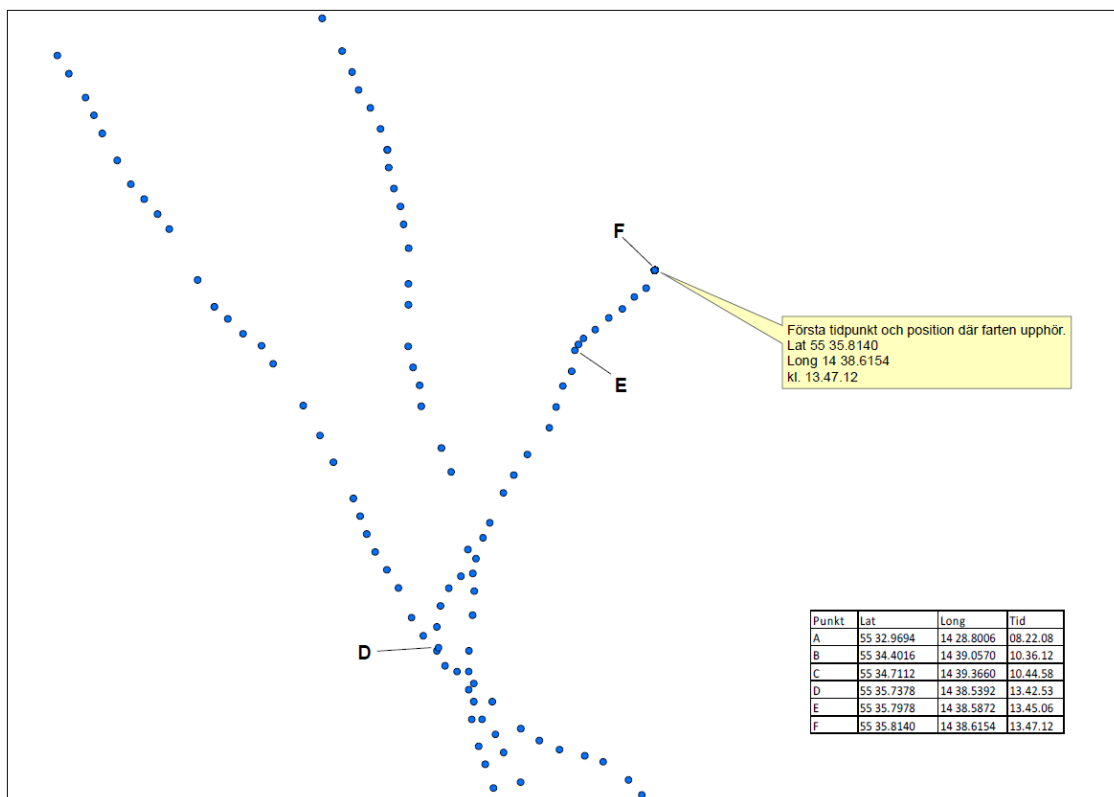 F
Första tidpunkt och position där farten upphör.
Lat 55 35.8140
Long 14 38.6154
kl. 13.47.12
E
D
Punkt Lat Long Tid
A 55 32.9694 14 28.8006 08.22.08
B 55 34.4016 14 39.0570 10.36.12
C 55 34.7112 14 39.3660 10.44.58
D 55 35.7378 14 38.5392 13.42.53
E 55 35.7978 14 38.5872 13.45.06
F 55 35.8140 14 38.6154 13.47.12